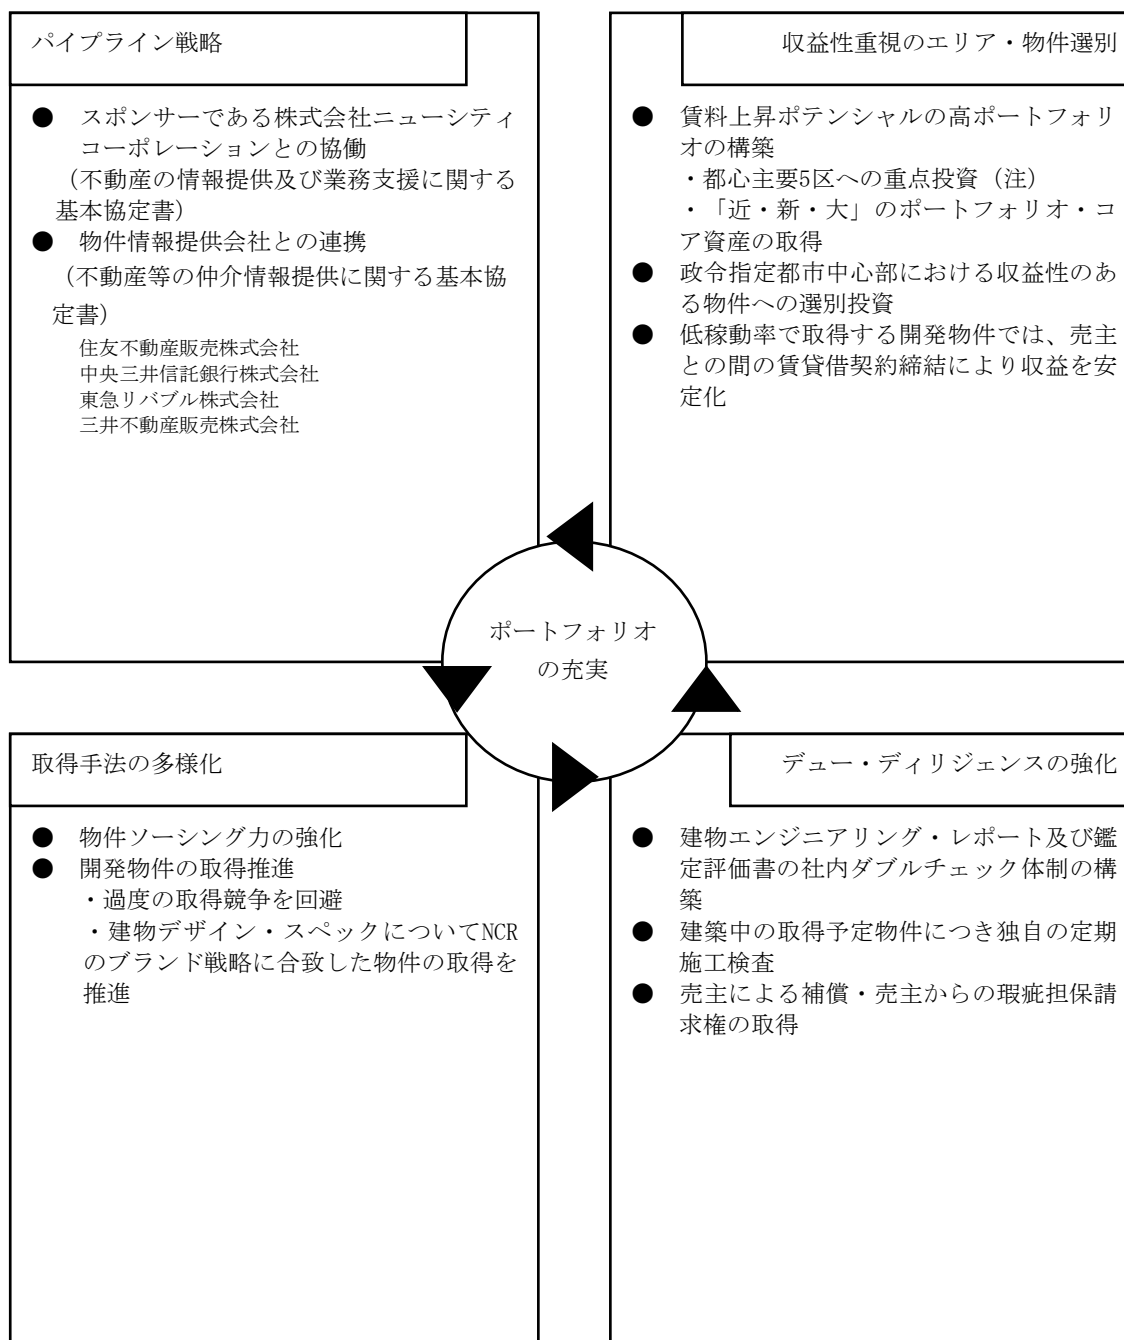 パイプライン戦略
● スポンサーである株式会社ニューシティ
コーポレーションとの協働
（不動産の情報提供及び業務支援に関する
基本協定書）
● 物件情報提供会社との連携
（不動産等の仲介情報提供に関する基本協
定書）
住友不動産販売株式会社
中央三井信託銀行株式会社
東急リバブル株式会社
三井不動産販売株式会社
収益性重視のエリア・物件選別
● 賃料上昇ポテンシャルの高ポートフォリ
オの構築
・都心主要5区への重点投資（注）
・「近・新・大」のポートフォリオ・コ
ア資産の取得
● 政令指定都市中心部における収益性のあ
る物件への選別投資
● 低稼動率で取得する開発物件では、売主
との間の賃貸借契約締結により収益を安
定化
ポートフォリオ
の充実
取得手法の多様化
● 物件ソーシング力の強化
● 開発物件の取得推進
・過度の取得競争を回避
・建物デザイン・スペックについてNCR
のブランド戦略に合致した物件の取得を
推進
デュー・ディリジェンスの強化
● 建物エンジニアリング・レポート及び鑑
定評価書の社内ダブルチェック体制の構
築
● 建築中の取得予定物件につき独自の定期
施工検査
● 売主による補償・売主からの瑕疵担保請
求権の取得